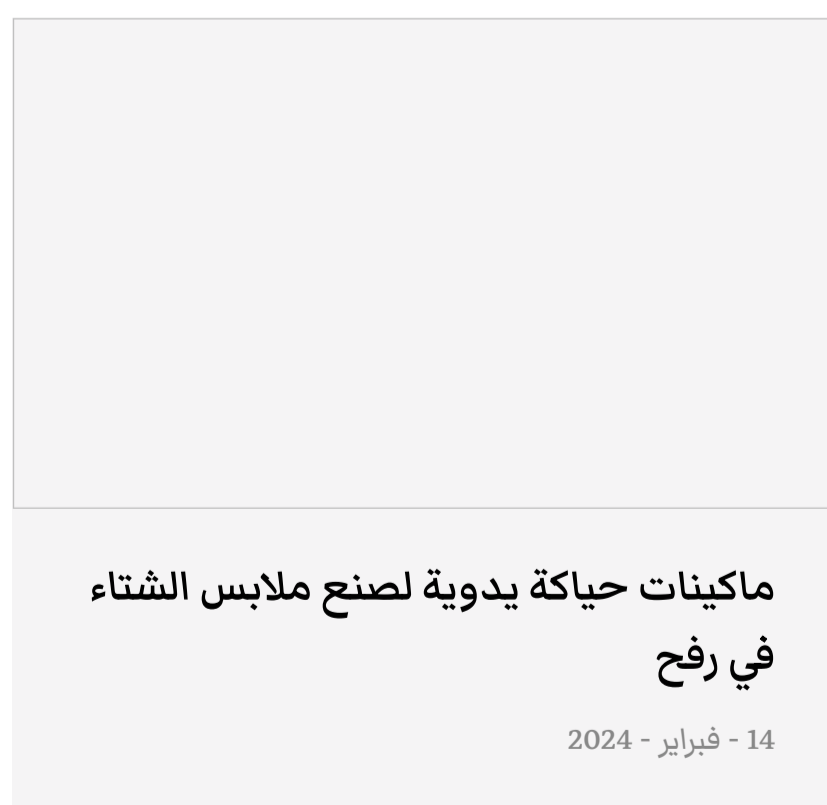 ماكينات حياكة يدوية لصنع ملابس الشتاء
في رفح
14 - فبراير - 2024